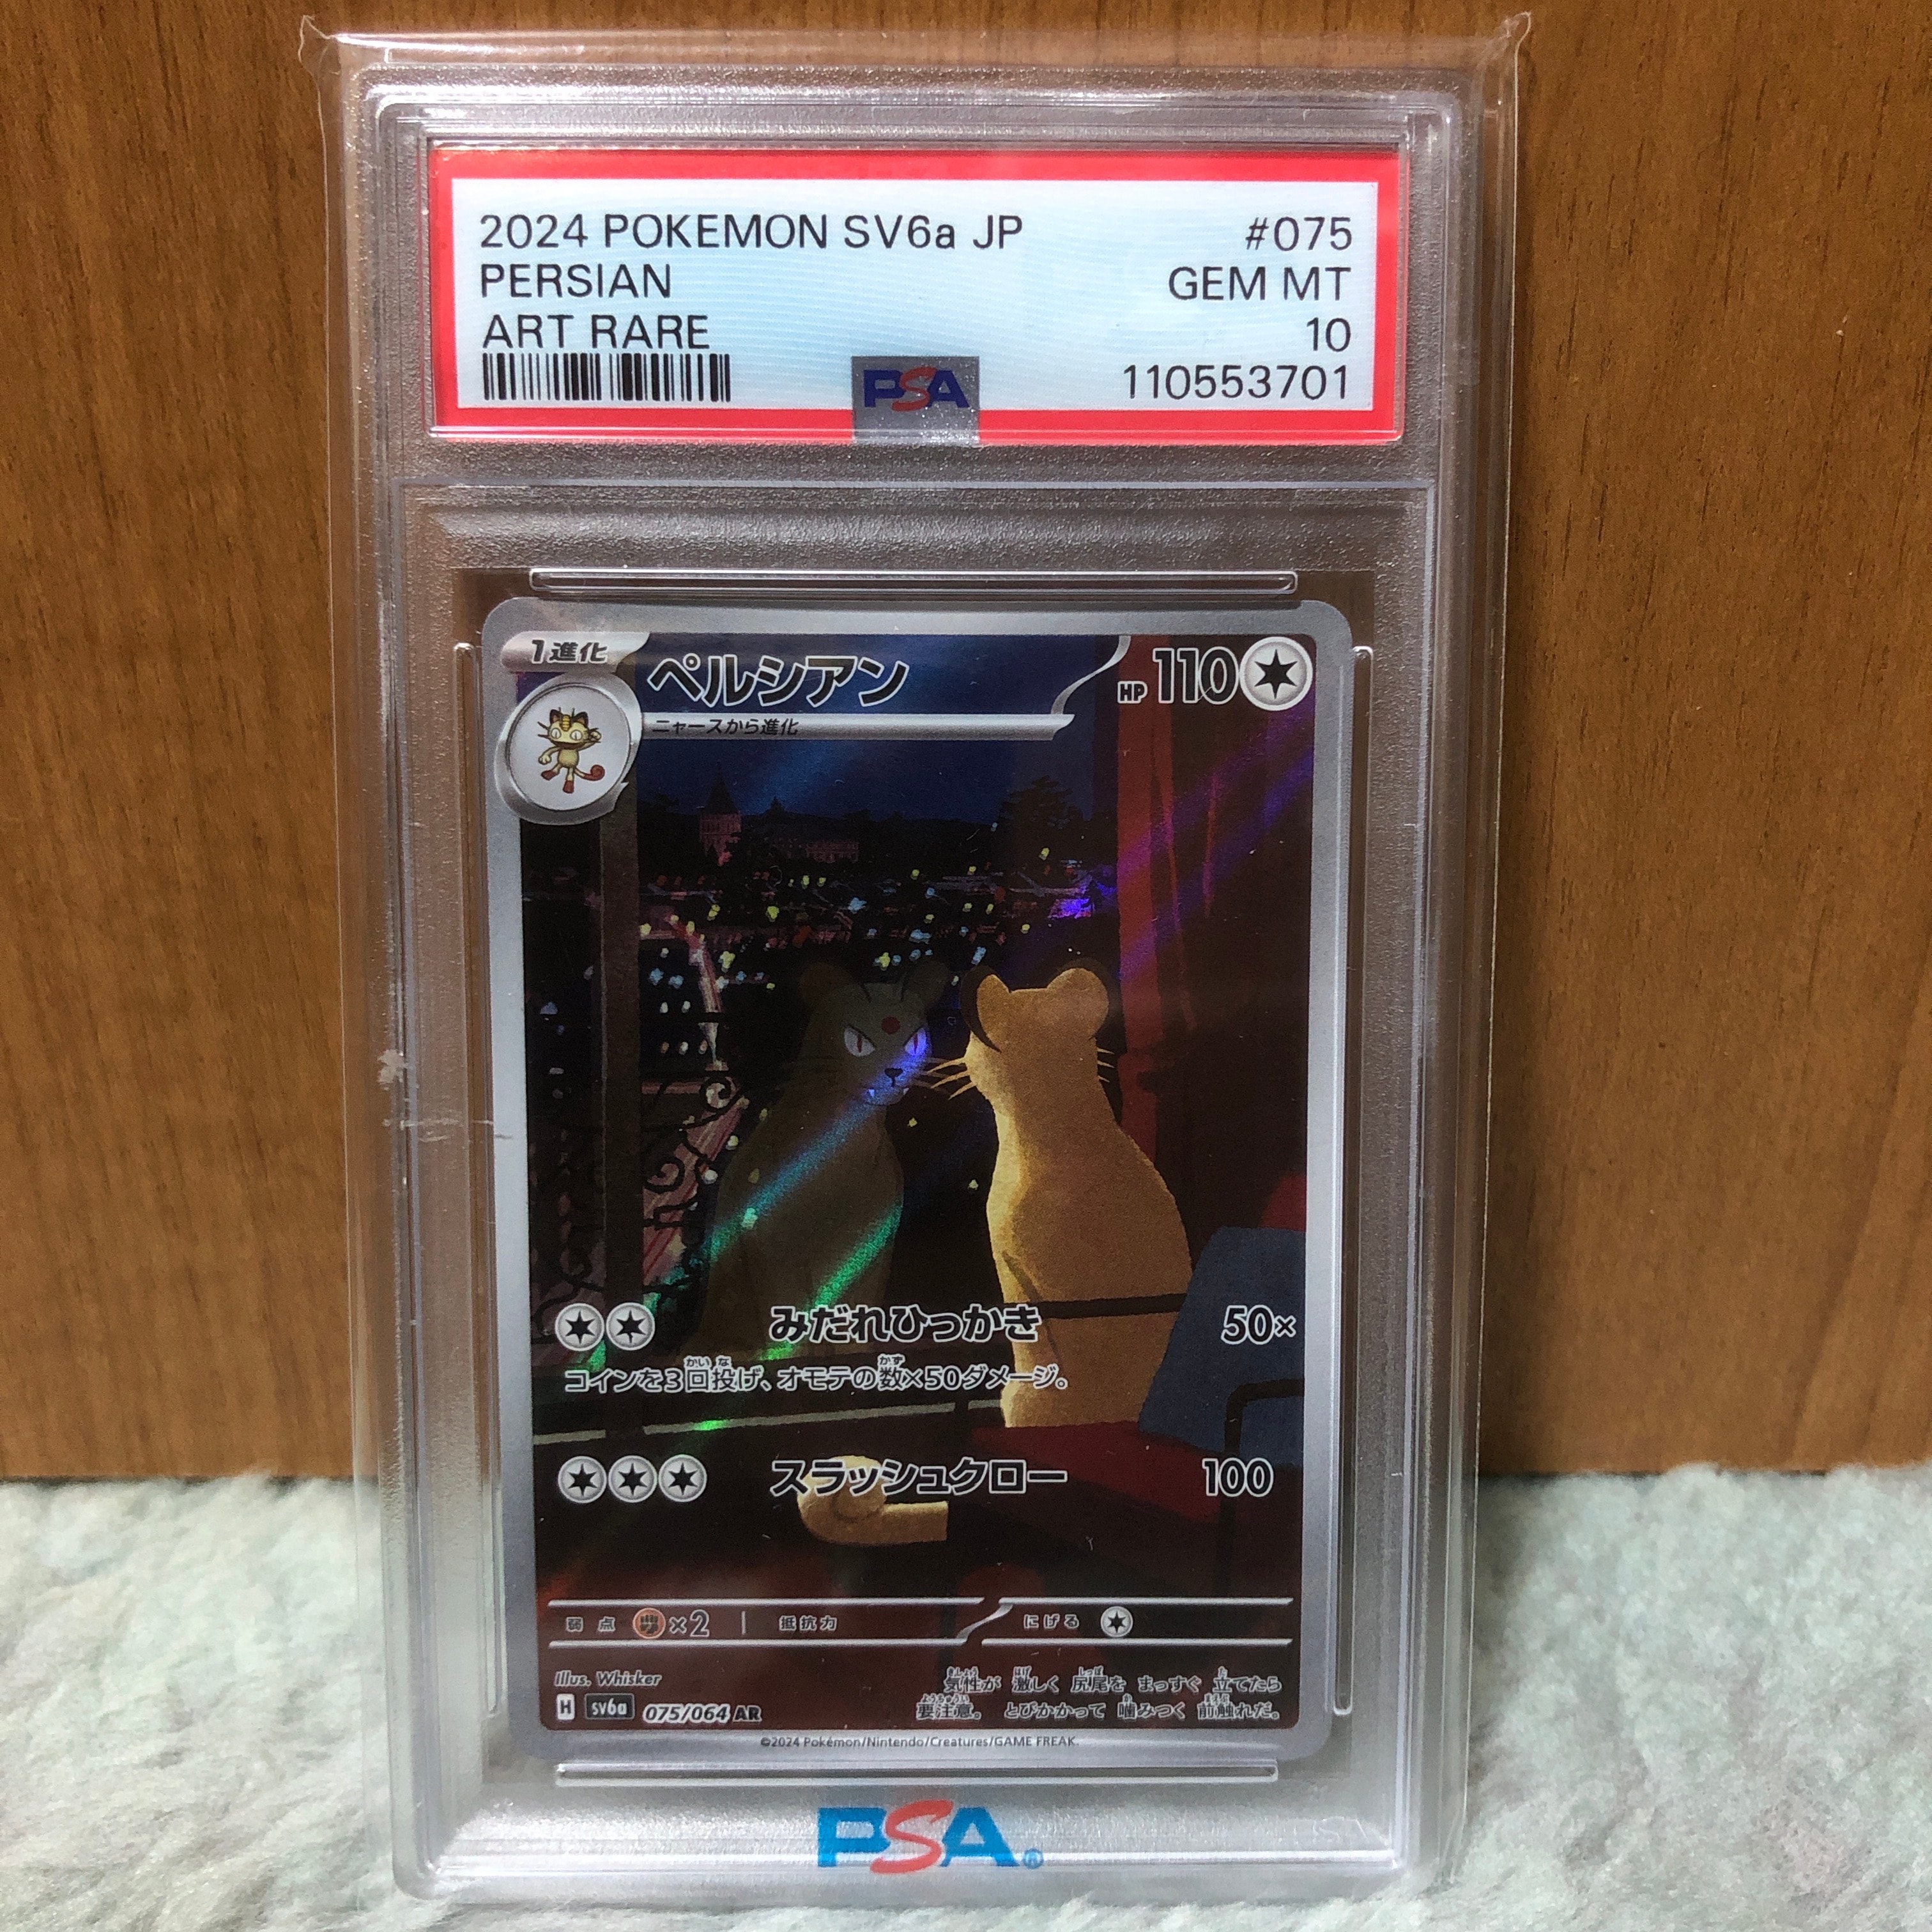 2024 POKEMON SV6a JP #075
PERSIAN GEM MT
ART RARE 10
PSA 110553701
1進化 ペルシアン HP 110
ニャースから進化
みだれひっかき 50×
コインを3回投げ、オモテの数×50ダメージ。
スラッシュクロー 100
弱点 ×2 抵抗力 にげる
Illus. Whisker
気性が 激しく 尻尾を まっすぐ 立てたら
要注意。 とびかかって 噛みつく 前触れだ。
H sv6a 075/064 AR
©2024 Pokémon/Nintendo/Creatures/GAME FREAK.
PSA®